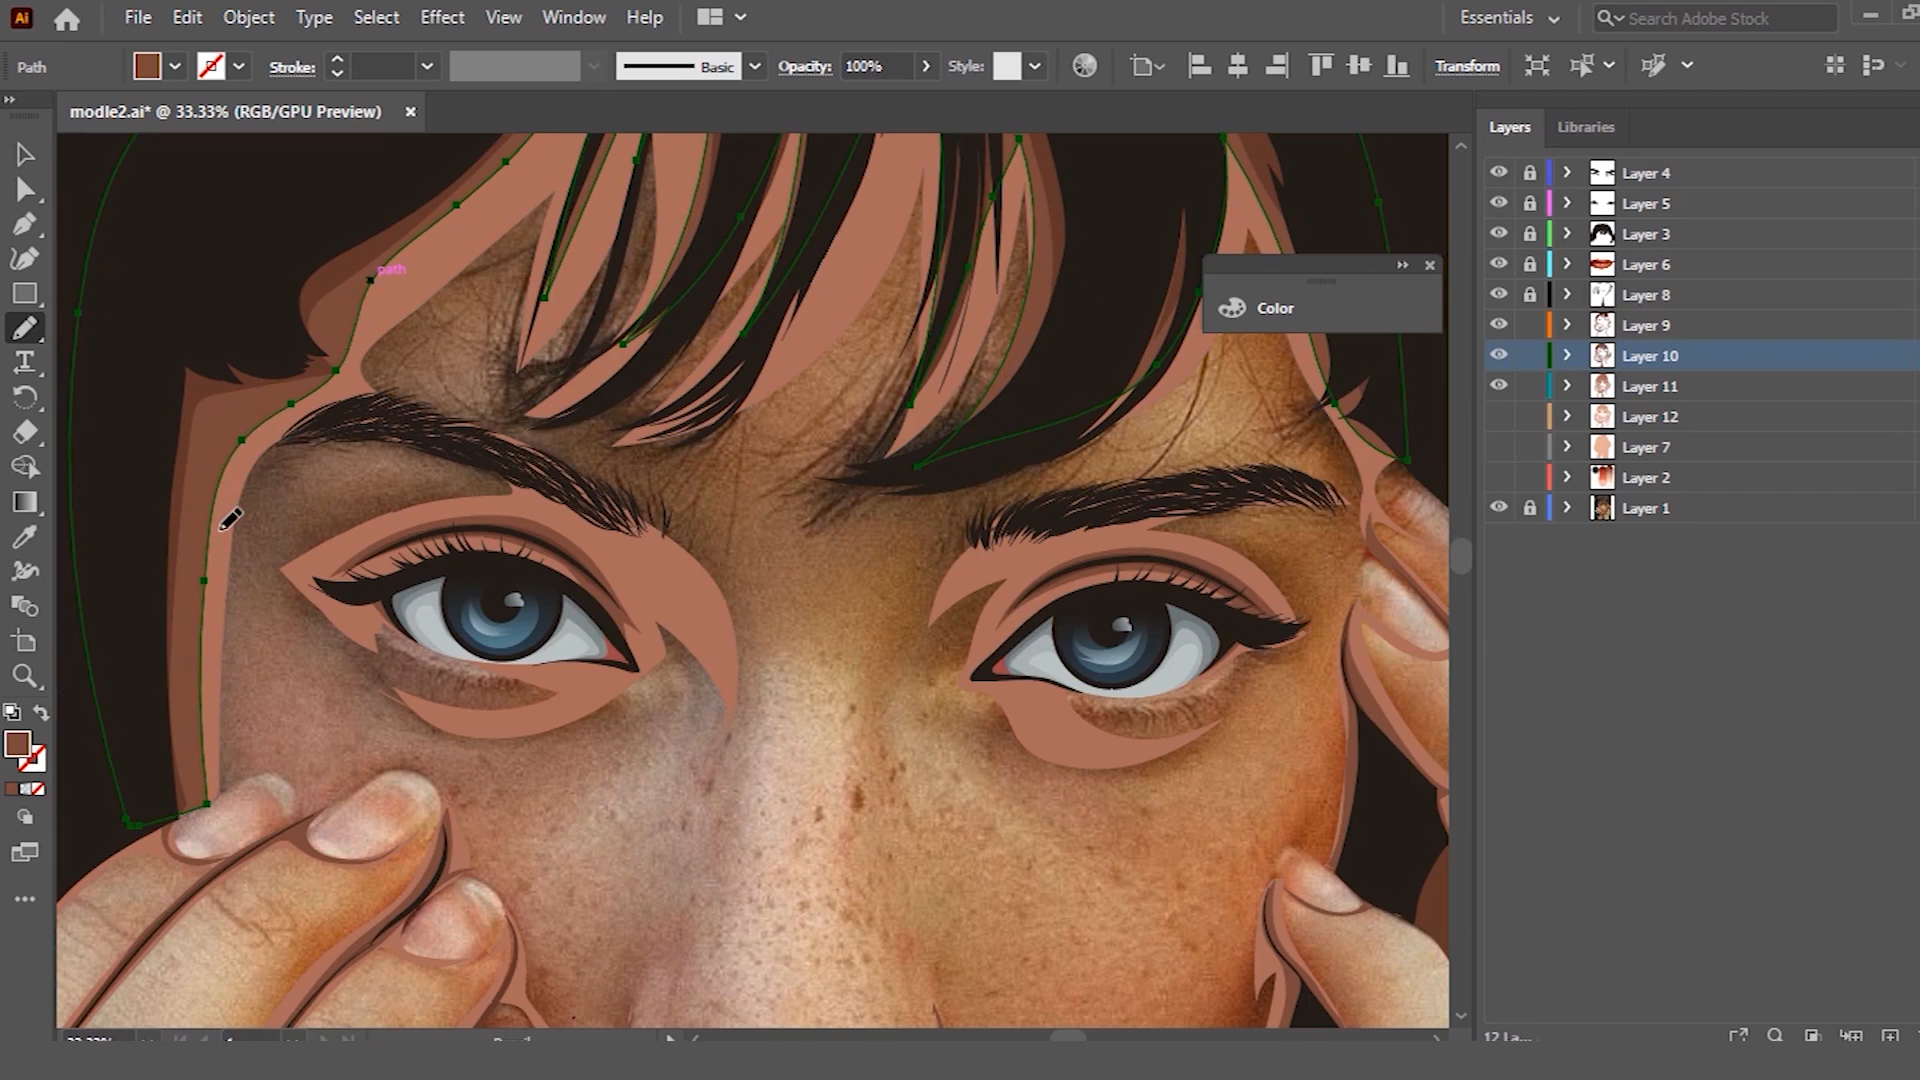 Ai File Edit Object Type Select Effect View Window Help Essentials Search Adobe Stock
Path Stroke: Basic Opacity: 100% Style: Transform
modle2.ai* @ 33.33% (RGB/GPU Preview)
Layers Libraries
Layer 4
Layer 5
Layer 3
Layer 6
Layer 8
Layer 9
Layer 10
Layer 11
Layer 12
Layer 7
Layer 2
Layer 1
path
Color